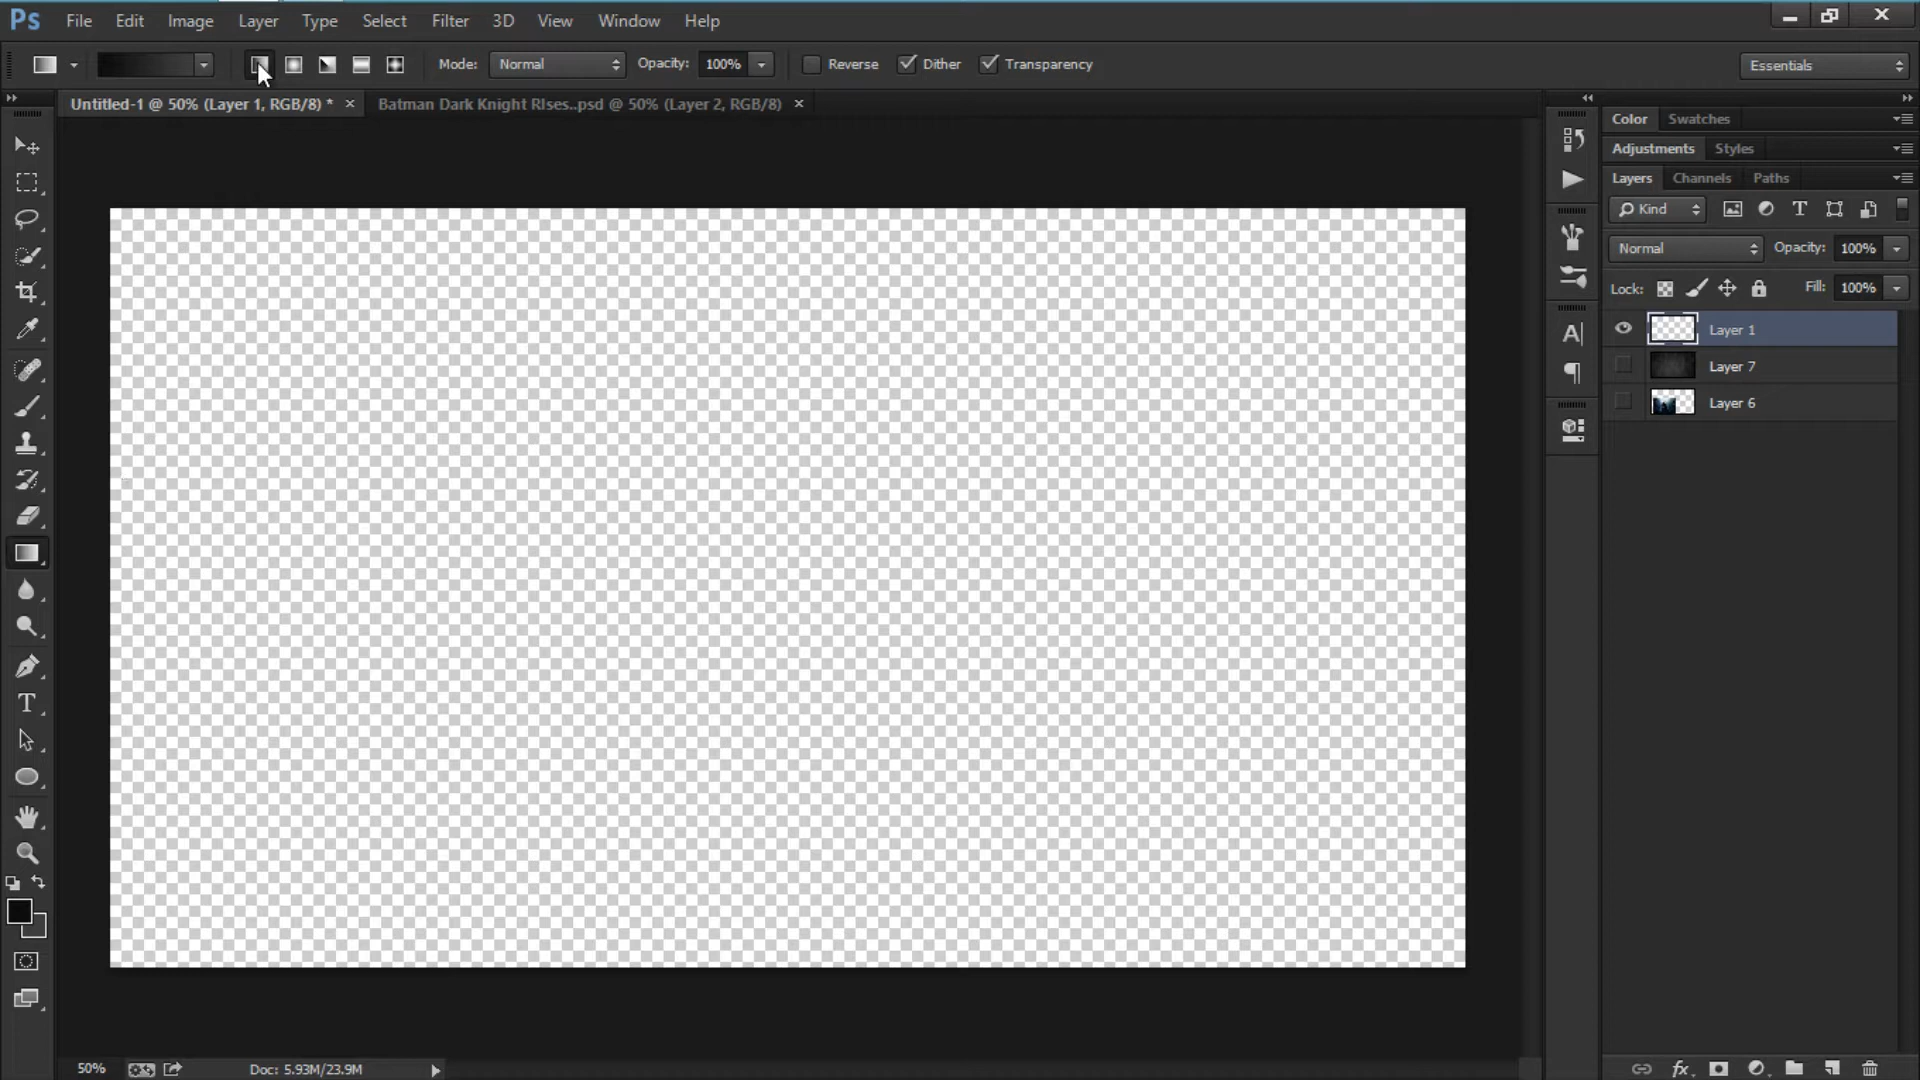 Ps File Edit Image Layer Type Select Filter 3D View Window Help
Mode: Normal Opacity: 100% Reverse Dither Transparency Essentials
Untitled-1 @ 50% (Layer 1, RGB/8) * × Batman Dark Knight RIses..psd @ 50% (Layer 2, RGB/8) ×
Color Swatches
Adjustments Styles
Layers Channels Paths
Kind T
Normal Opacity: 100%
Lock: Fill: 100%
Layer 1
Layer 7
Layer 6
A
¶
T
50% Doc: 5.93M/23.9M
fx